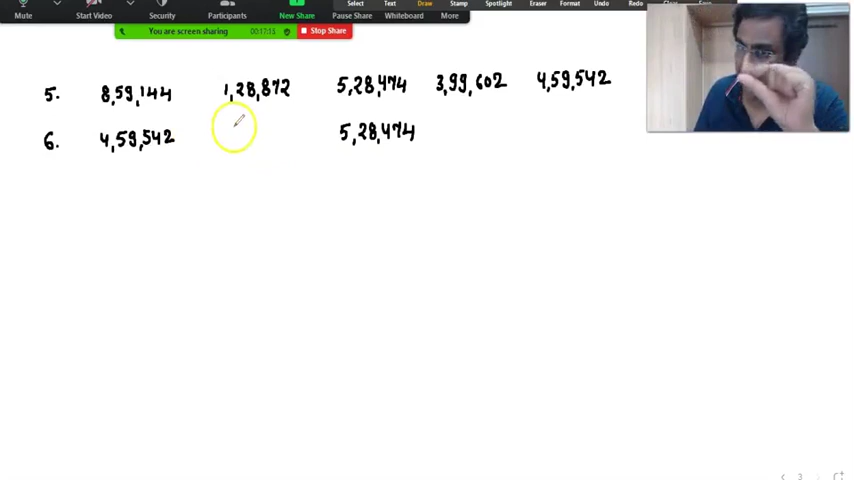 Select Text Draw Stamp Spotlight Eraser Format Undo Redo Clear Save
Mute Start Video Security Participants New Share Pause Share Whiteboard More
You are screen sharing Stop Share
5. 8,59,144 1,28,872 5,28,474 3,99,602 4,59,542
6. 4,59,542 5,28,474
3